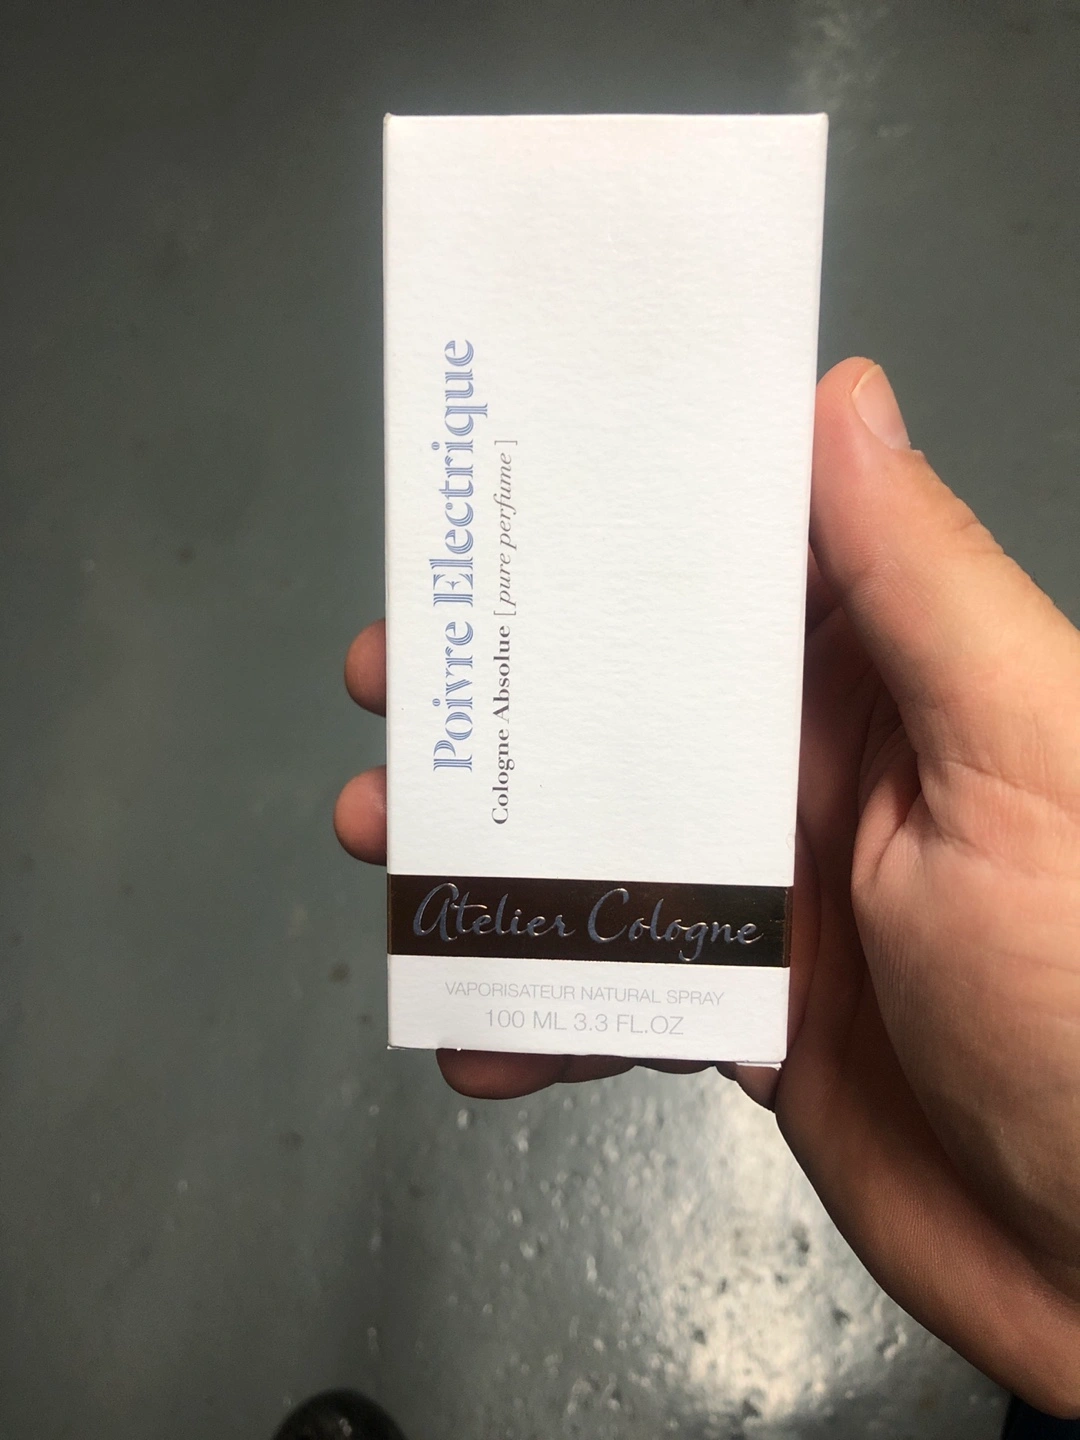 Poivre Electrique
Cologne Absolue [pure perfume]
Atelier Cologne
VAPORISATEUR NATURAL SPRAY
100 ML 3.3 FL.OZ